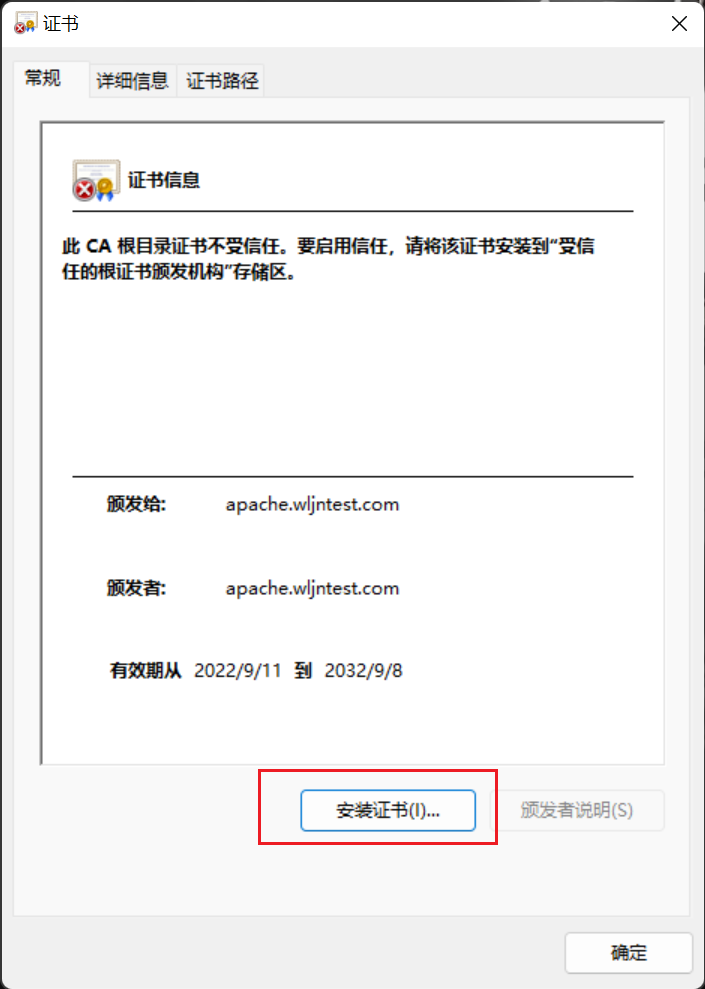 证书
常规
详细信息
证书路径
证书信息
此 CA 根目录证书不受信任。要启用信任，请将该证书安装到“受信
任的根证书颁发机构”存储区。
颁发给: apache.wljntest.com
颁发者: apache.wljntest.com
有效期从 2022/9/11 到 2032/9/8
安装证书(I)...
颁发者说明(S)
确定